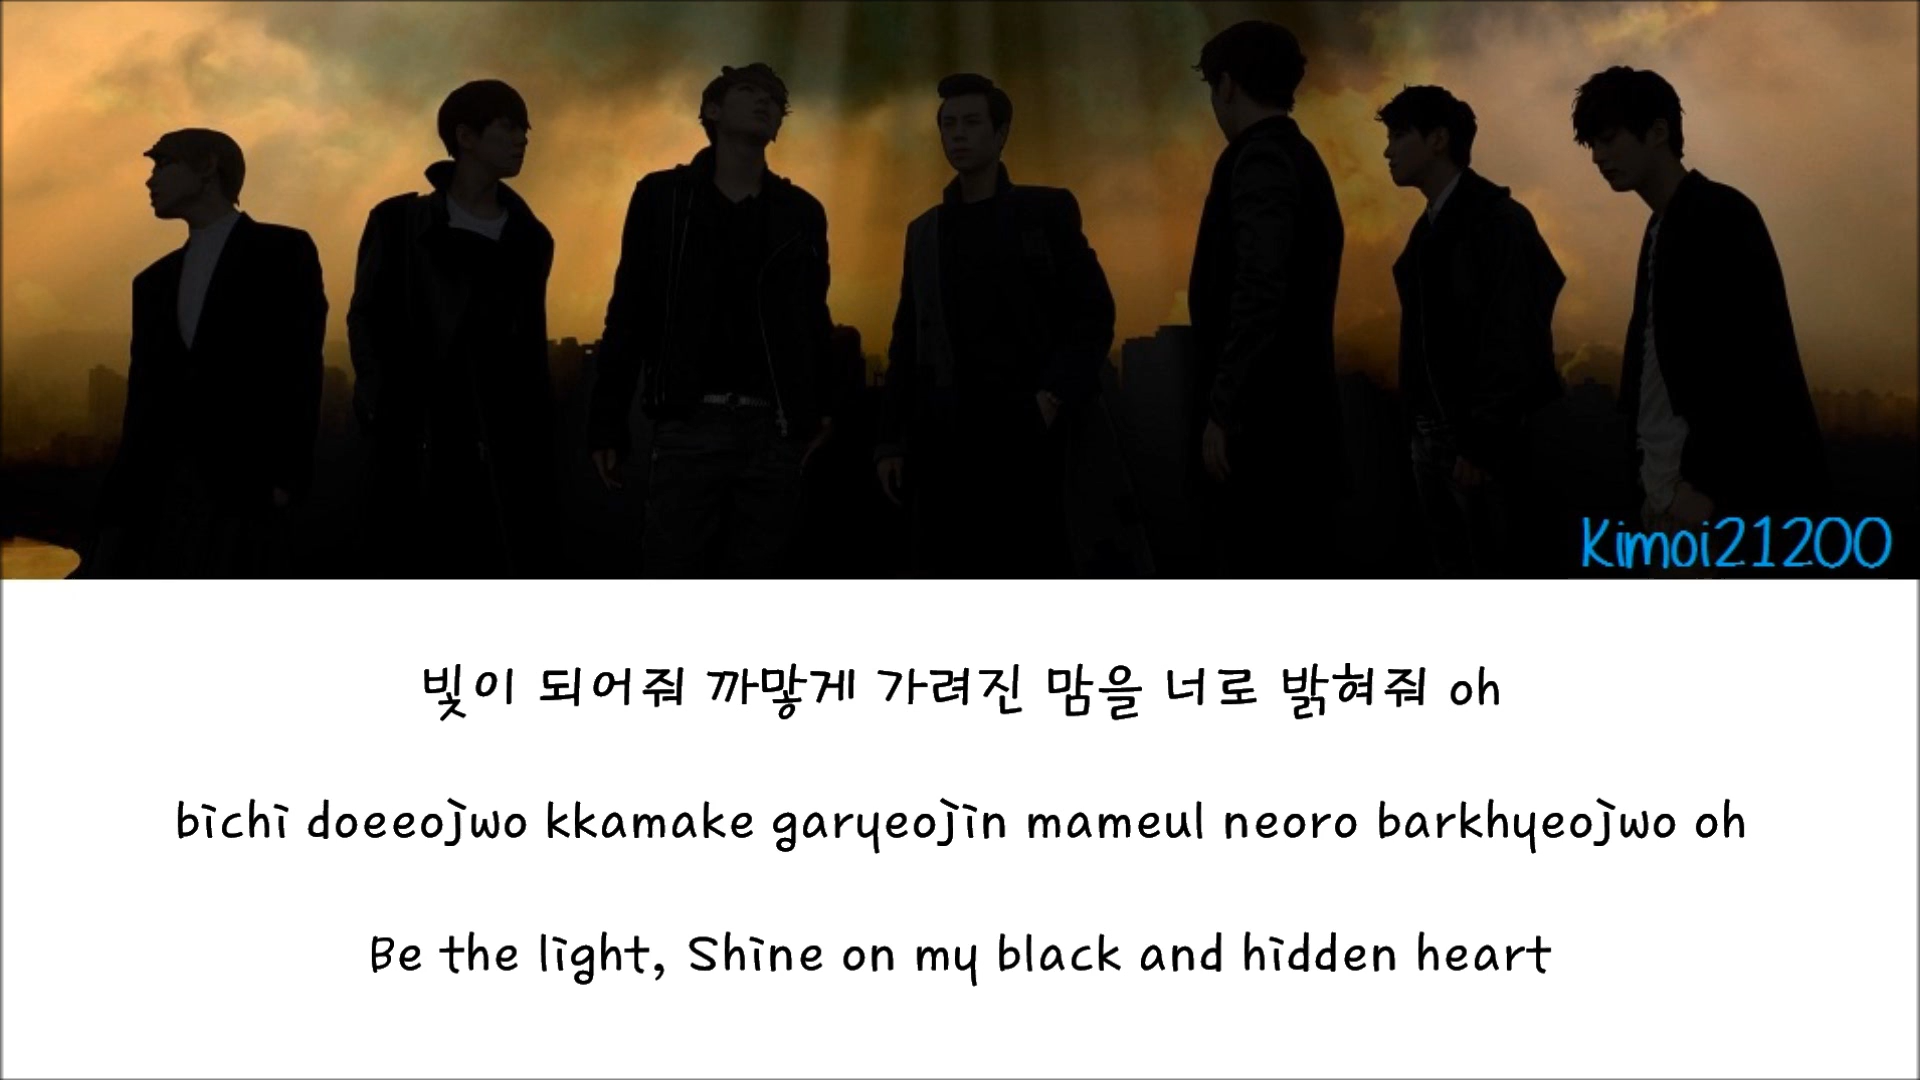 Kimoi21200
빛이 되어줘 까맣게 가려진 맘을 너로 밝혀줘 oh
bichi doeeojwo kkamake garyeojin mameul neoro barkhyeojwo oh
Be the light, Shine on my black and hidden heart